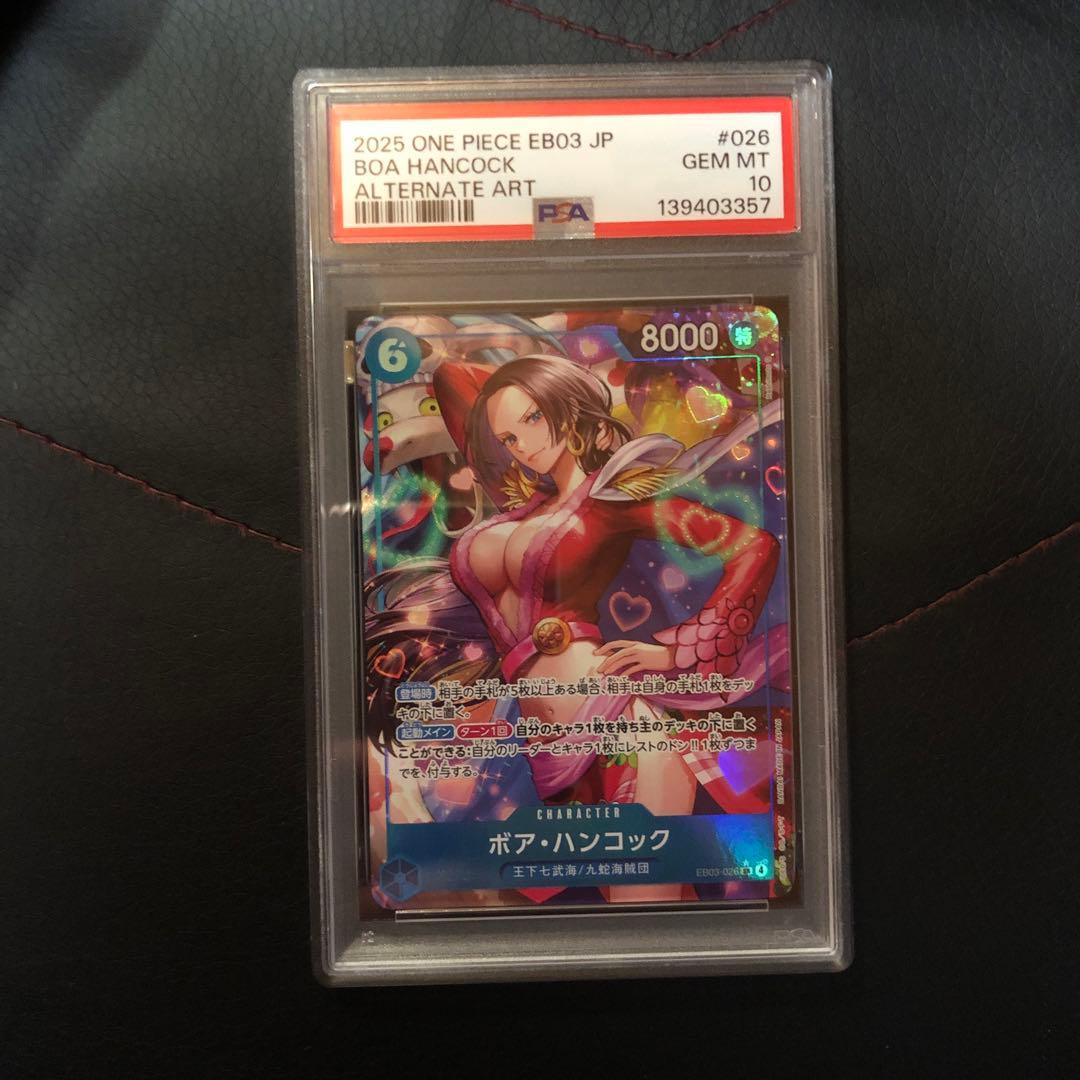 2025 ONE PIECE EB03 JP #026
BOA HANCOCK GEM MT
ALTERNATE ART 10
PSA 139403357
6 8000 特
登場時 相手の手札が5枚以上ある場合、相手は自身の手札1枚をデッ
キの下に置く。
起動メイン ターン1回 自分のキャラ1枚を持ち主のデッキの下に置く
ことができる:自分のリーダーとキャラ1枚にレストのドン!!1枚ずつま
でを、付与する。
CHARACTER
ボア・ハンコック
王下七武海/九蛇海賊団
EB03-026 4
BANDAI MADE IN JAPAN